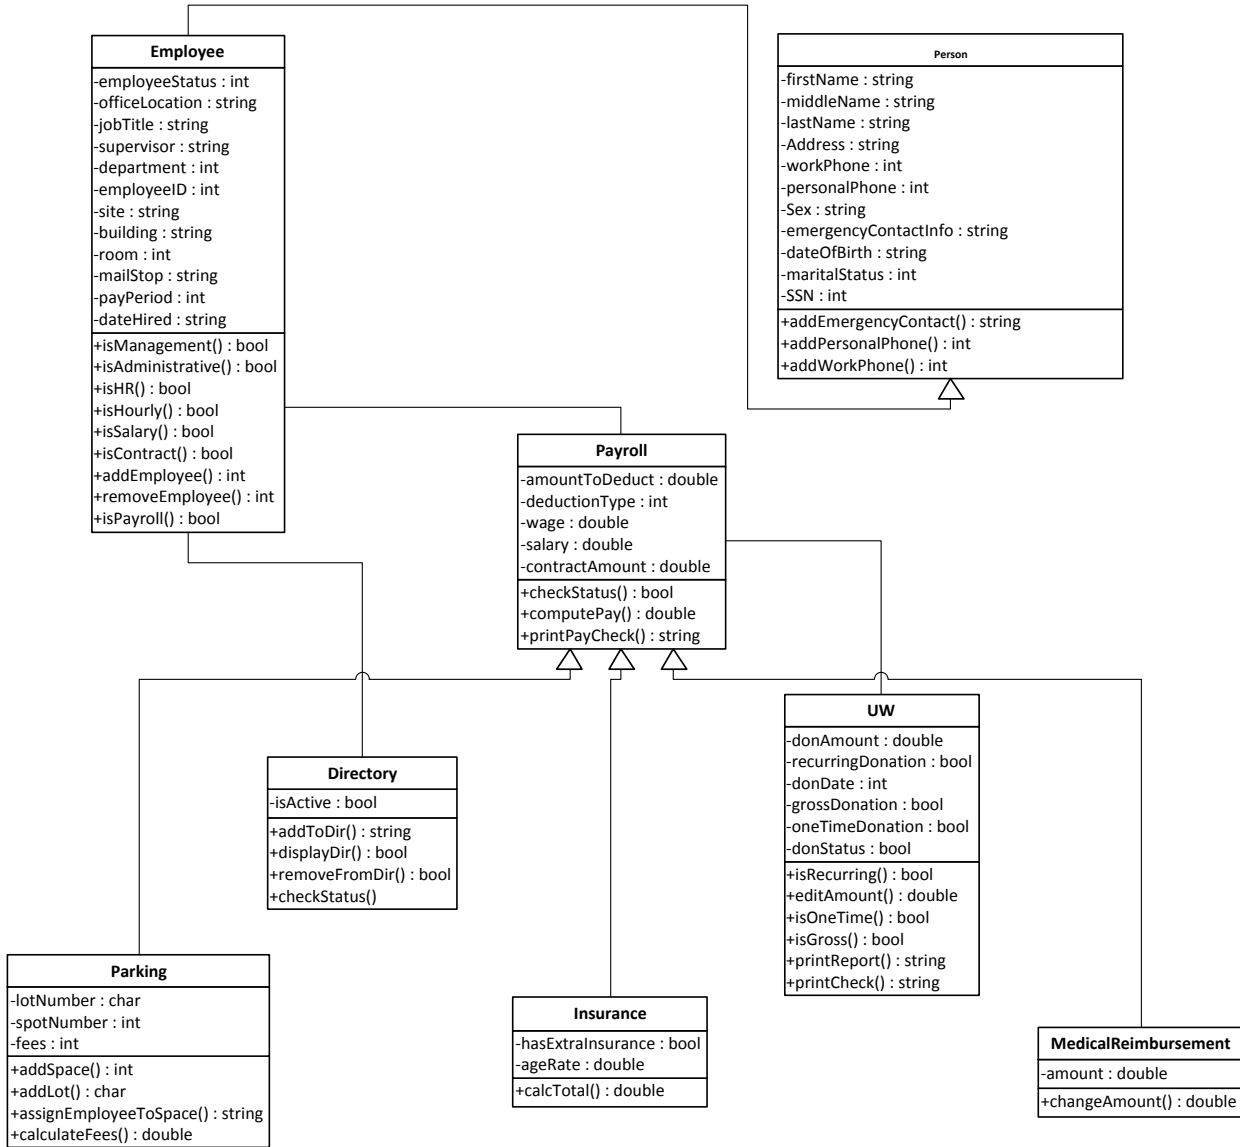 Employee
-employeeStatus : int
-officeLocation : string
-jobTitle : string
-supervisor : string
-department : int
-employeeID : int
-site : string
-building : string
-room : int
-mailStop : string
-payPeriod : int
-dateHired : string
+isManagement() : bool
+isAdministrative() : bool
+isHR() : bool
+isHourly() : bool
+isSalary() : bool
+isContract() : bool
+addEmployee() : int
+removeEmployee() : int
+isPayroll() : bool
Person
-firstName : string
-middleName : string
-lastName : string
-Address : string
-workPhone : int
-personalPhone : int
-Sex : string
-emergencyContactInfo : string
-dateOfBirth : string
-maritalStatus : int
-SSN : int
+addEmergencyContact() : string
+addPersonalPhone() : int
+addWorkPhone() : int
Payroll
-amountToDeduct : double
-deductionType : int
-wage : double
-salary : double
-contractAmount : double
+checkStatus() : bool
+computePay() : double
+printPayCheck() : string
Directory
-isActive : bool
+addToDir() : string
+displayDir() : bool
+removeFromDir() : bool
+checkStatus()
UW
-donAmount : double
-recurringDonation : bool
-donDate : int
-grossDonation : bool
-oneTimeDonation : bool
-donStatus : bool
+isRecurring() : bool
+editAmount() : double
+isOneTime() : bool
+isGross() : bool
+printReport() : string
+printCheck() : string
Parking
-lotNumber : char
-spotNumber : int
-fees : int
+addSpace() : int
+addLot() : char
+assignEmployeeToSpace() : string
+calculateFees() : double
Insurance
-hasExtraInsurance : bool
-ageRate : double
+calcTotal() : double
MedicalReimbursement
-amount : double
+changeAmount() : double